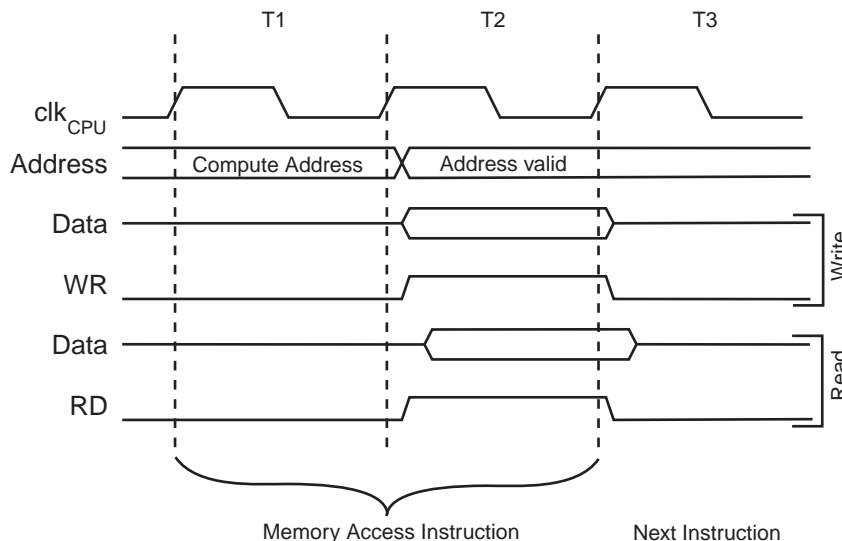 T1 T2 T3
clkCPU
Address Compute Address Address valid
Data
WR
Write
Data
RD
Read
Memory Access Instruction Next Instruction